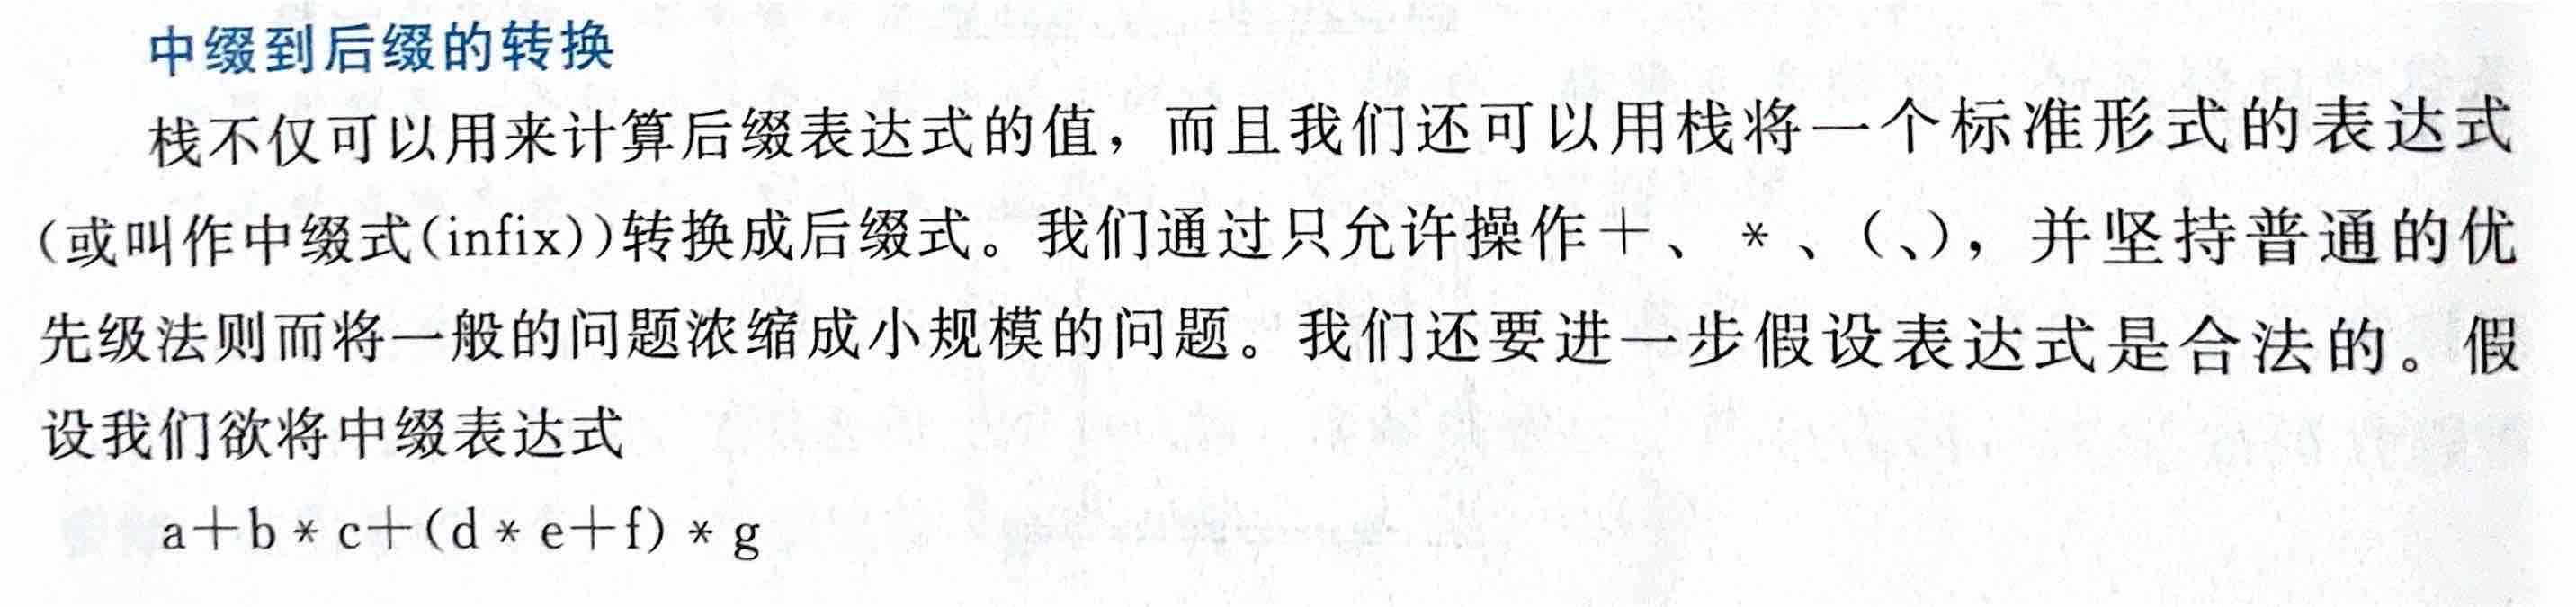 中缀到后缀的转换
栈不仅可以用来计算后缀表达式的值，而且我们还可以用栈将一个标准形式的表达式
(或叫作中缀式(infix))转换成后缀式。我们通过只允许操作＋、*、(、)，并坚持普通的优
先级法则而将一般的问题浓缩成小规模的问题。我们还要进一步假设表达式是合法的。假
设我们欲将中缀表达式
a＋b * c＋(d * e＋f) * g